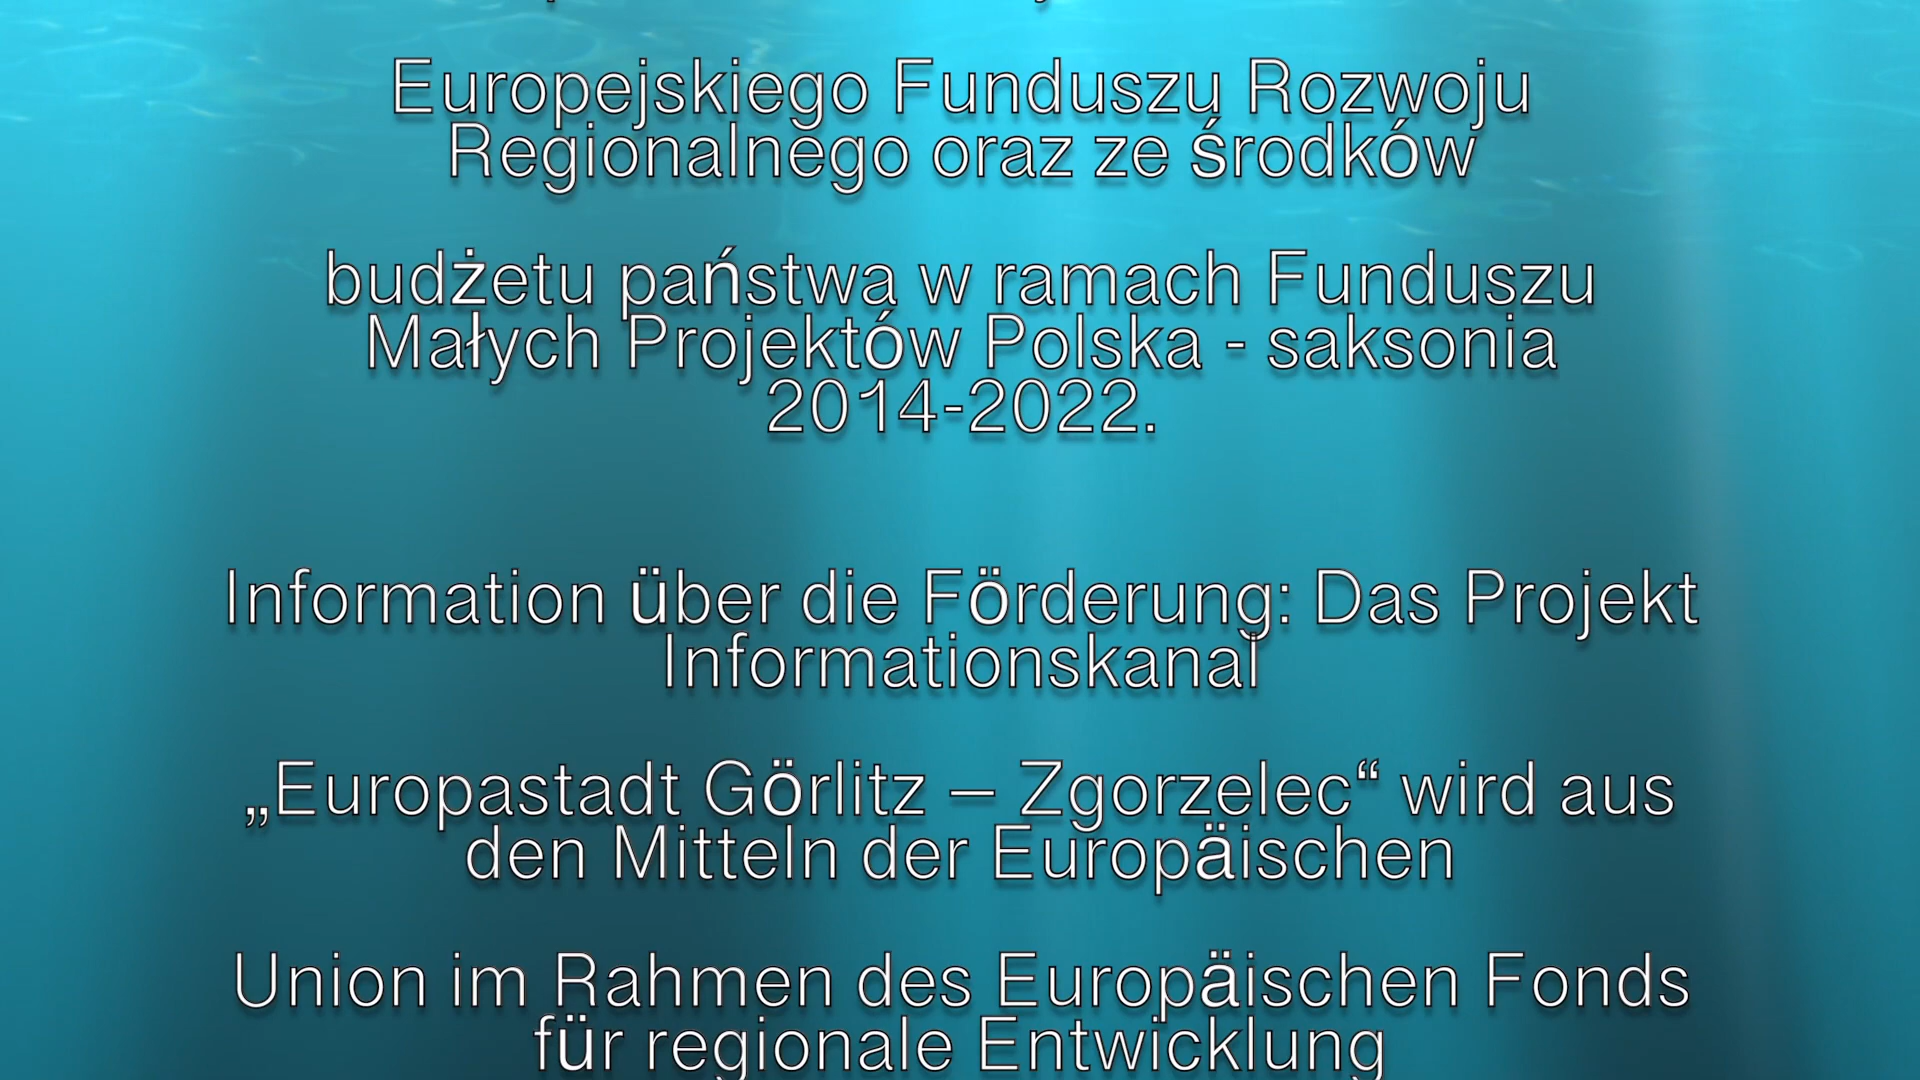 Europejskiego Funduszu Rozwoju
Regionalnego oraz ze środków
budżetu państwa w ramach Funduszu
Małych Projektów Polska - saksonia
2014-2022.
Information über die Förderung: Das Projekt
Informationskanal
„Europastadt Görlitz – Zgorzelec“ wird aus
den Mitteln der Europäischen
Union im Rahmen des Europäischen Fonds
für regionale Entwicklung